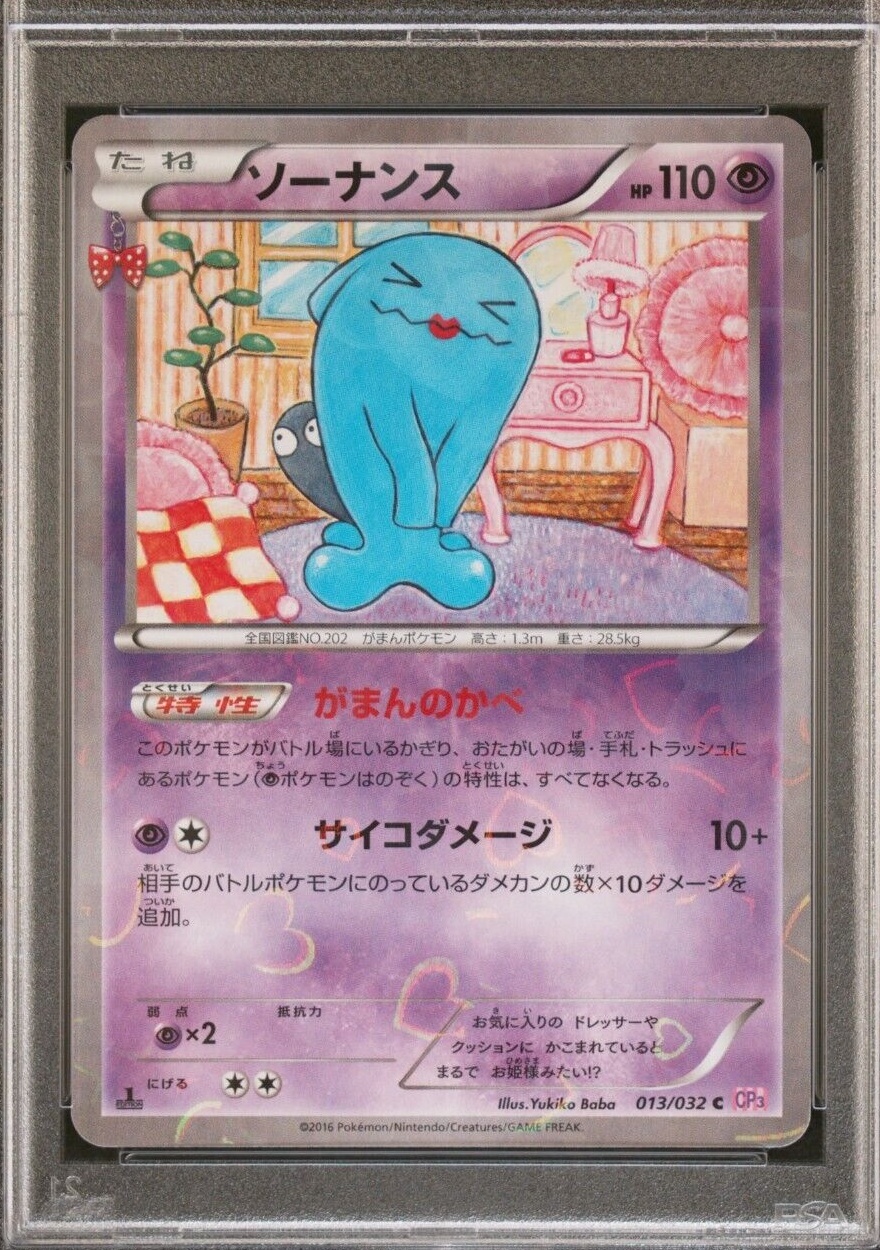 たね ソーナンス HP 110
全国図鑑NO.202 がまんポケモン 高さ：1.3m 重さ：28.5kg
とくせい
特性 がまんのかべ
このポケモンがバトル場にいるかぎり、おたがいの場・手札・トラッシュに
あるポケモン（ポケモンはのぞく）の特性は、すべてなくなる。
サイコダメージ 10+
相手のバトルポケモンにのっているダメカンの数×10ダメージを
追加。
弱点 抵抗力
×2
にげる
お気に入りの ドレッサーや
クッションに かこまれていると
まるで お姫様みたい!?
1 EDITION Illus.Yukiko Baba 013/032 C CP3
©2016 Pokémon/Nintendo/Creatures/GAME FREAK.
PSA